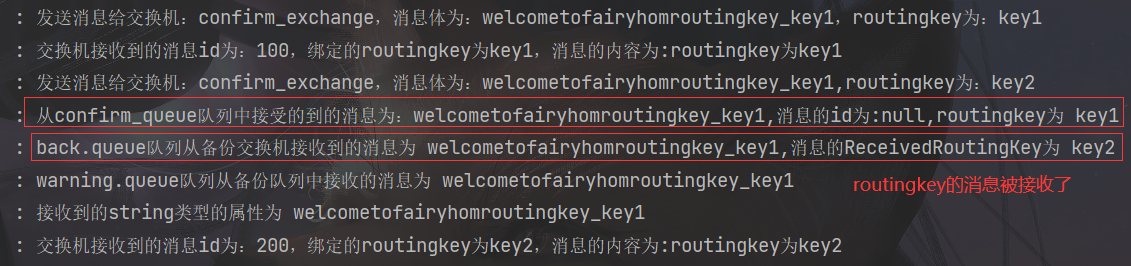 : 发送消息给交换机：confirm_exchange，消息体为：welcometofairyhomroutingkey_key1，routingkey为：key1
: 交换机接收到的消息id为：100，绑定的routingkey为key1，消息的内容为:routingkey为key1
: 发送消息给交换机：confirm_exchange，消息体为：welcometofairyhomroutingkey_key1,routingkey为：key2
: 从confirm_queue队列中接受的到的消息为：welcometofairyhomroutingkey_key1,消息的id为:null,routingkey为 key1
: back.queue队列从备份交换机接收到的消息为 welcometofairyhomroutingkey_key1,消息的ReceivedRoutingKey为 key2
: warning.queue队列从备份队列中接收的消息为 welcometofairyhomroutingkey_key1
routingkey的消息被接收了
: 接收到的string类型的属性为 welcometofairyhomroutingkey_key1
: 交换机接收到的消息id为：200，绑定的routingkey为key2，消息的内容为:routingkey为key2